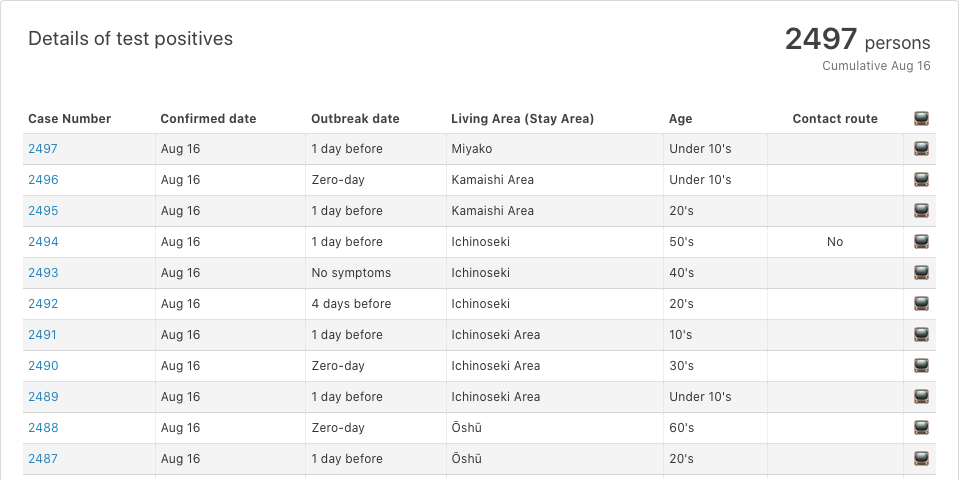 Details of test positives
2497 persons
Cumulative Aug 16
Case Number Confirmed date Outbreak date Living Area (Stay Area) Age Contact route
2497 Aug 16 1 day before Miyako Under 10's
2496 Aug 16 Zero-day Kamaishi Area Under 10's
2495 Aug 16 1 day before Kamaishi Area 20's
2494 Aug 16 1 day before Ichinoseki 50's No
2493 Aug 16 No symptoms Ichinoseki 40's
2492 Aug 16 4 days before Ichinoseki 20's
2491 Aug 16 1 day before Ichinoseki Area 10's
2490 Aug 16 Zero-day Ichinoseki Area 30's
2489 Aug 16 1 day before Ichinoseki Area Under 10's
2488 Aug 16 Zero-day Ōshū 60's
2487 Aug 16 1 day before Ōshū 20's